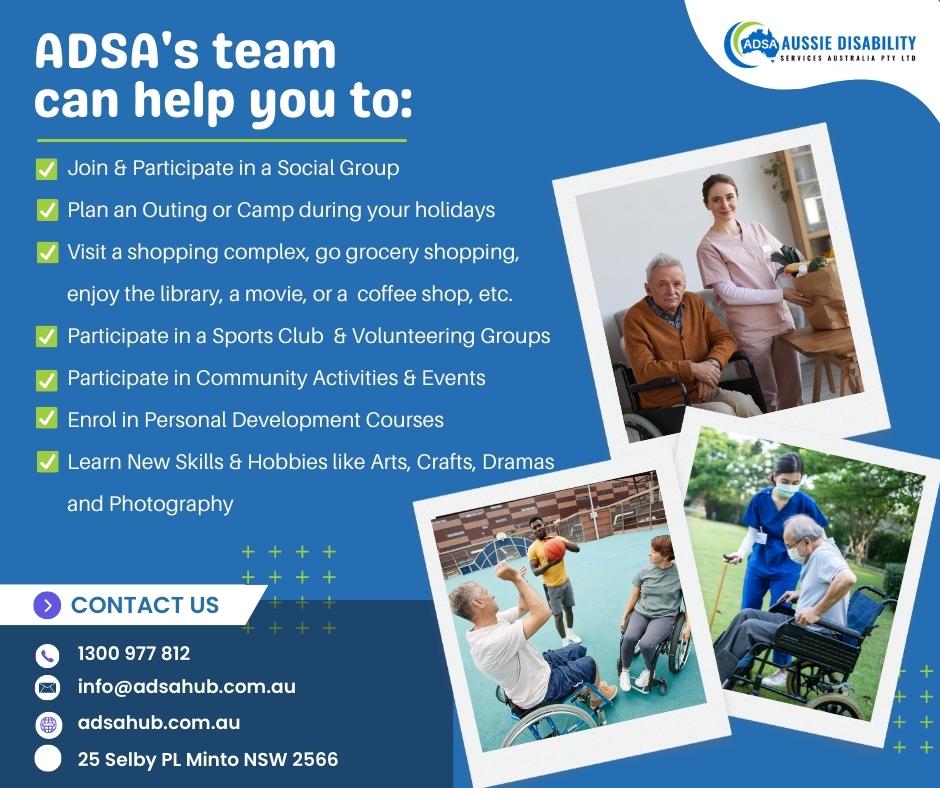 ADSA's team
can help you to:
ADSA AUSSIE DISABILITY
SERVICES AUSTRALIA PTY LTD
Join & Participate in a Social Group
Plan an Outing or Camp during your holidays
Visit a shopping complex, go grocery shopping,
enjoy the library, a movie, or a coffee shop, etc.
Participate in a Sports Club & Volunteering Groups
Participate in Community Activities & Events
Enrol in Personal Development Courses
Learn New Skills & Hobbies like Arts, Crafts, Dramas
and Photography
CONTACT US
1300 977 812
info@adsahub.com.au
adsahub.com.au
25 Selby PL Minto NSW 2566